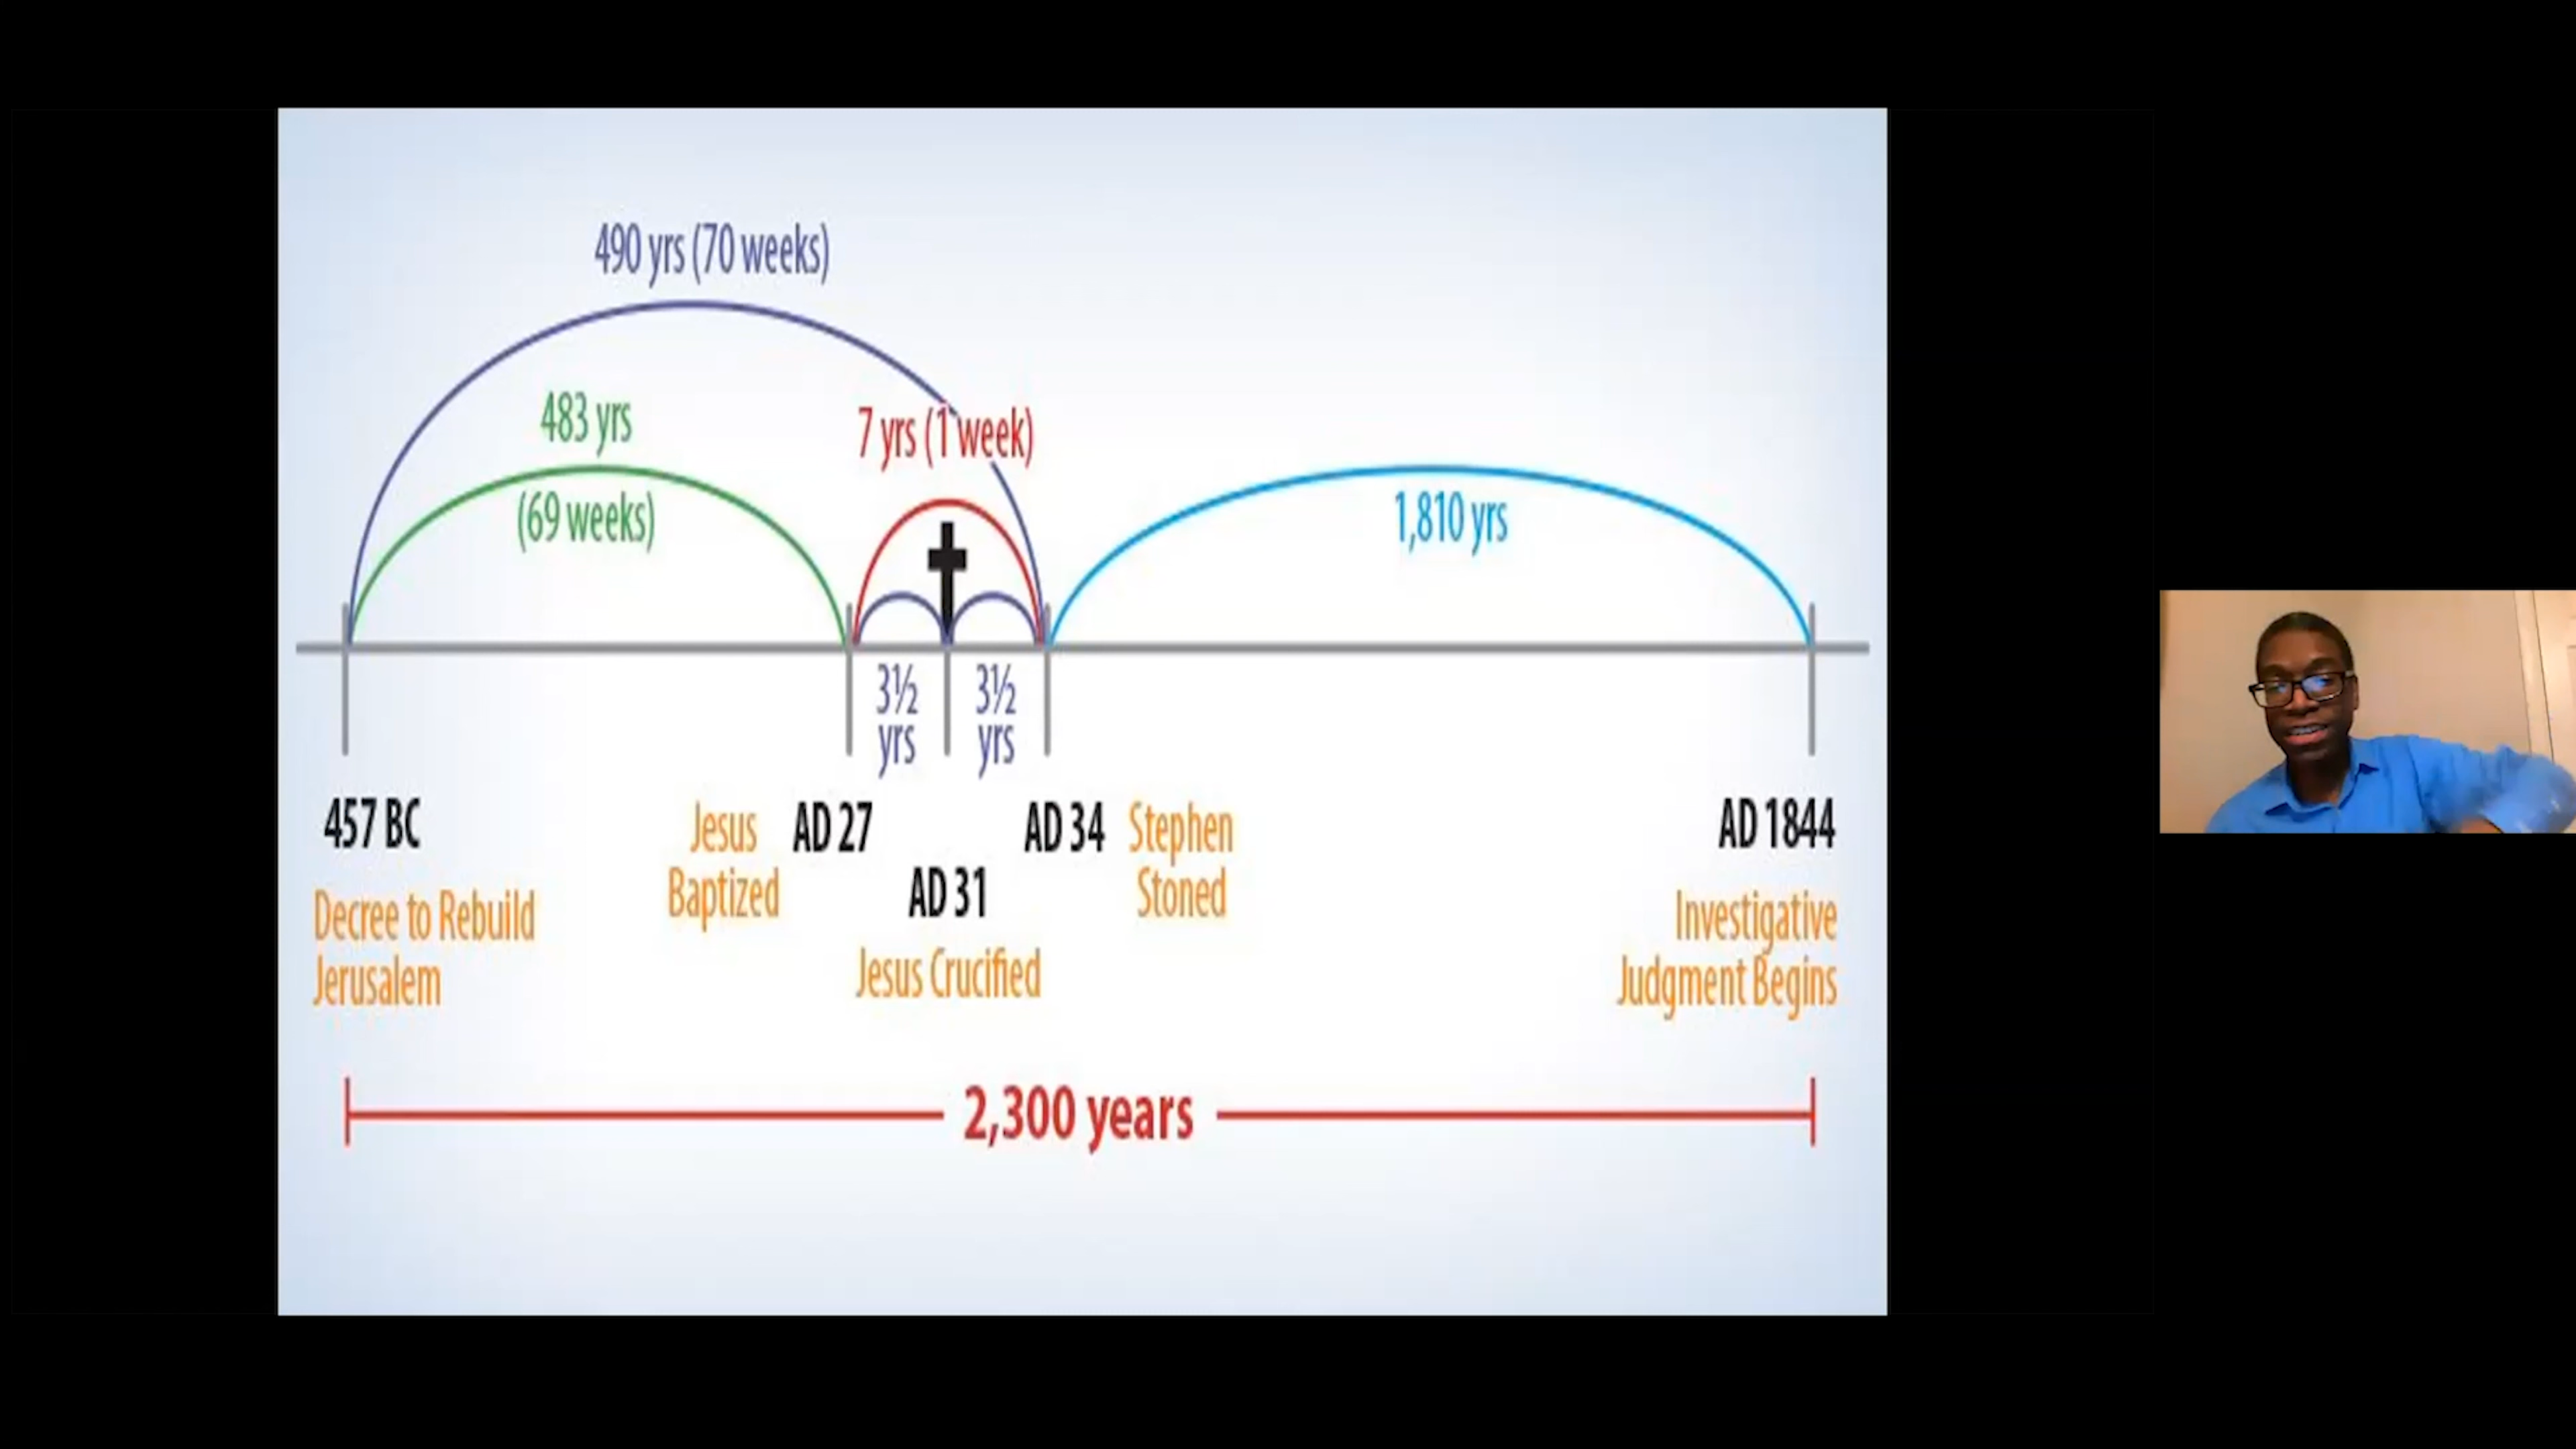 490 yrs (70 weeks)
483 yrs
(69 weeks)
7 yrs (1 week)
1,810 yrs
3½
yrs
3½
yrs
457 BC
Decree to Rebuild
Jerusalem
Jesus
Baptized
AD 27
AD 31
Jesus Crucified
AD 34
Stephen
Stoned
AD 1844
Investigative
Judgment Begins
2,300 years